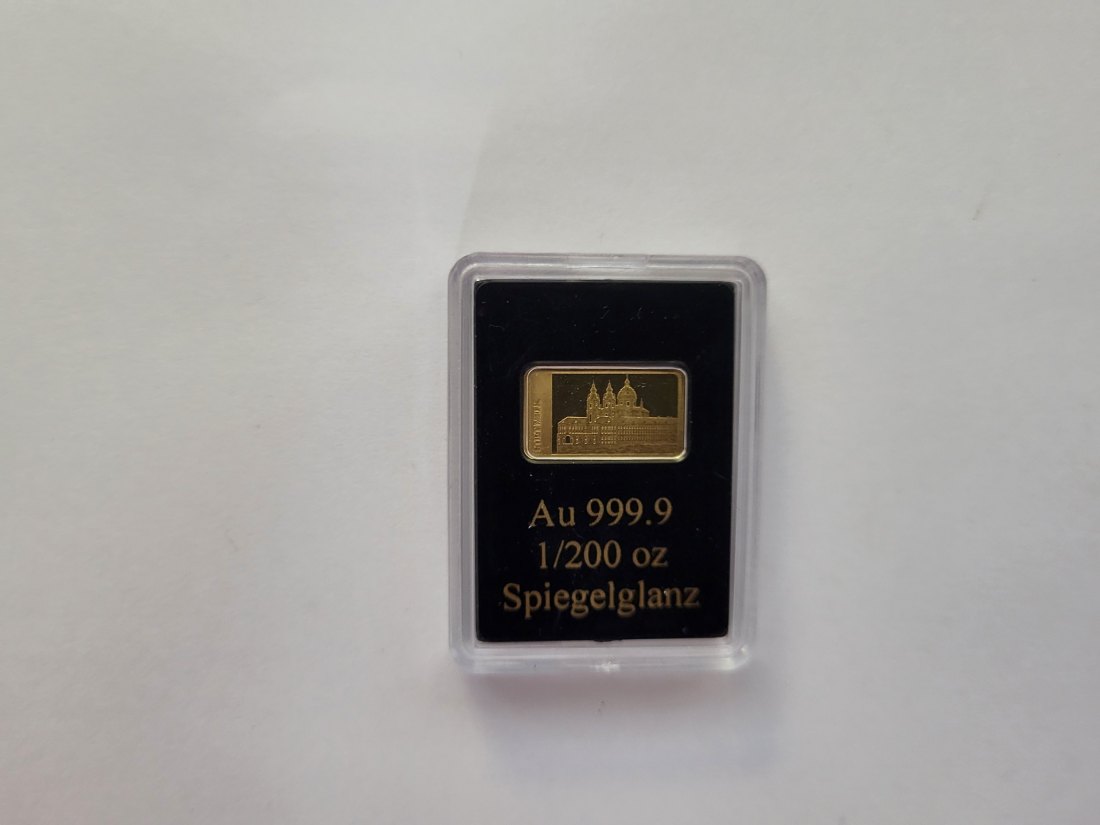 Au 999.9
1/200 oz
Spiegelglanz